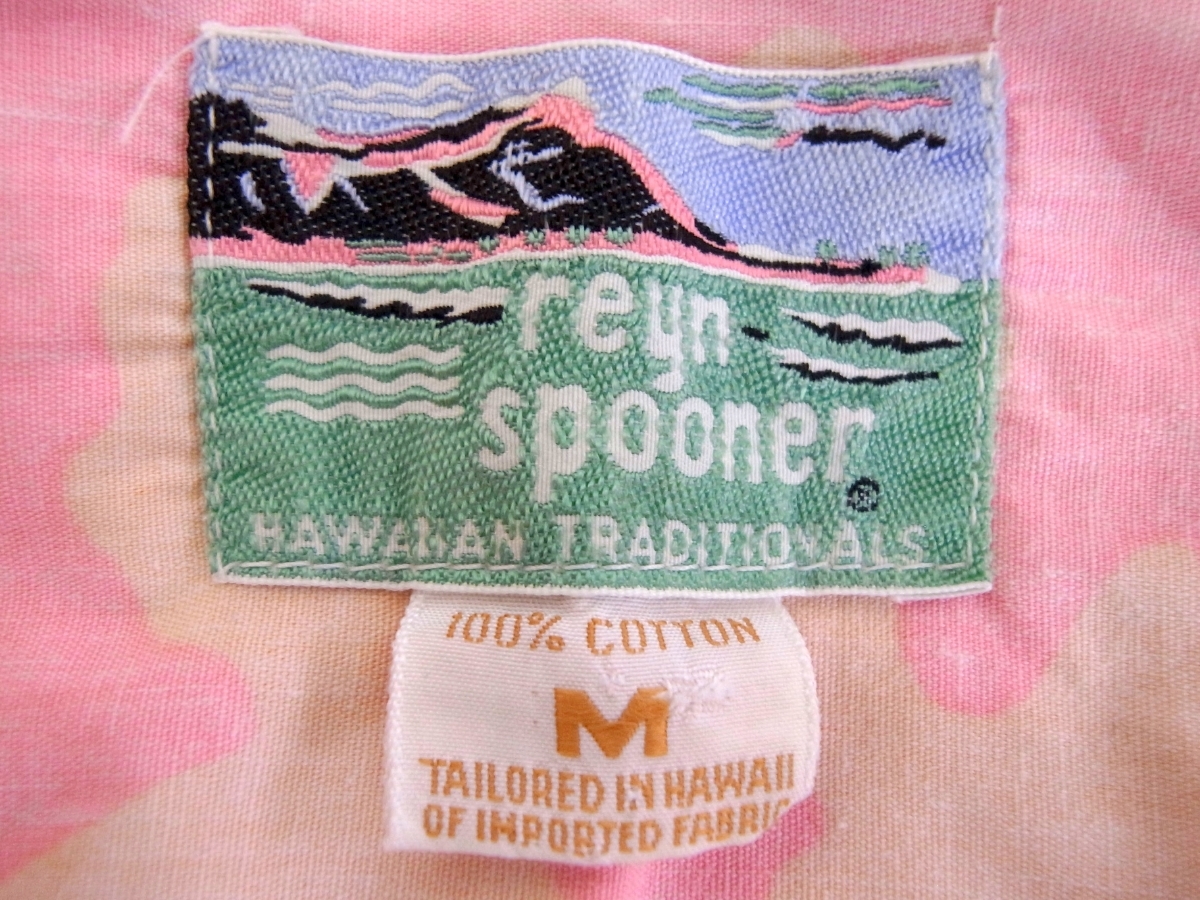 reyn
spooner®
HAWAIIAN TRADITIONALS
100% COTTON
M
TAILORED IN HAWAII
OF IMPORTED FABRIC